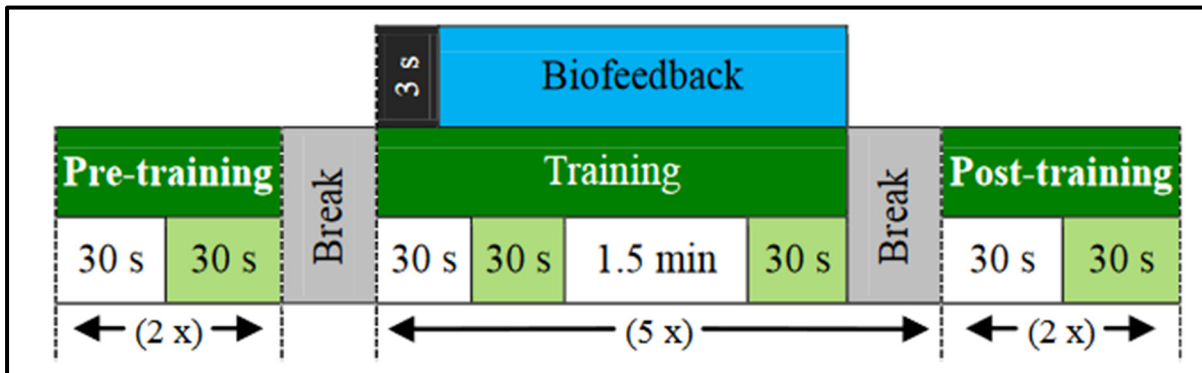 3 s
Biofeedback
Pre-training
Break
Training
Break
Post-training
30 s
30 s
30 s
30 s
1.5 min
30 s
30 s
30 s
(2 x)
(5 x)
(2 x)